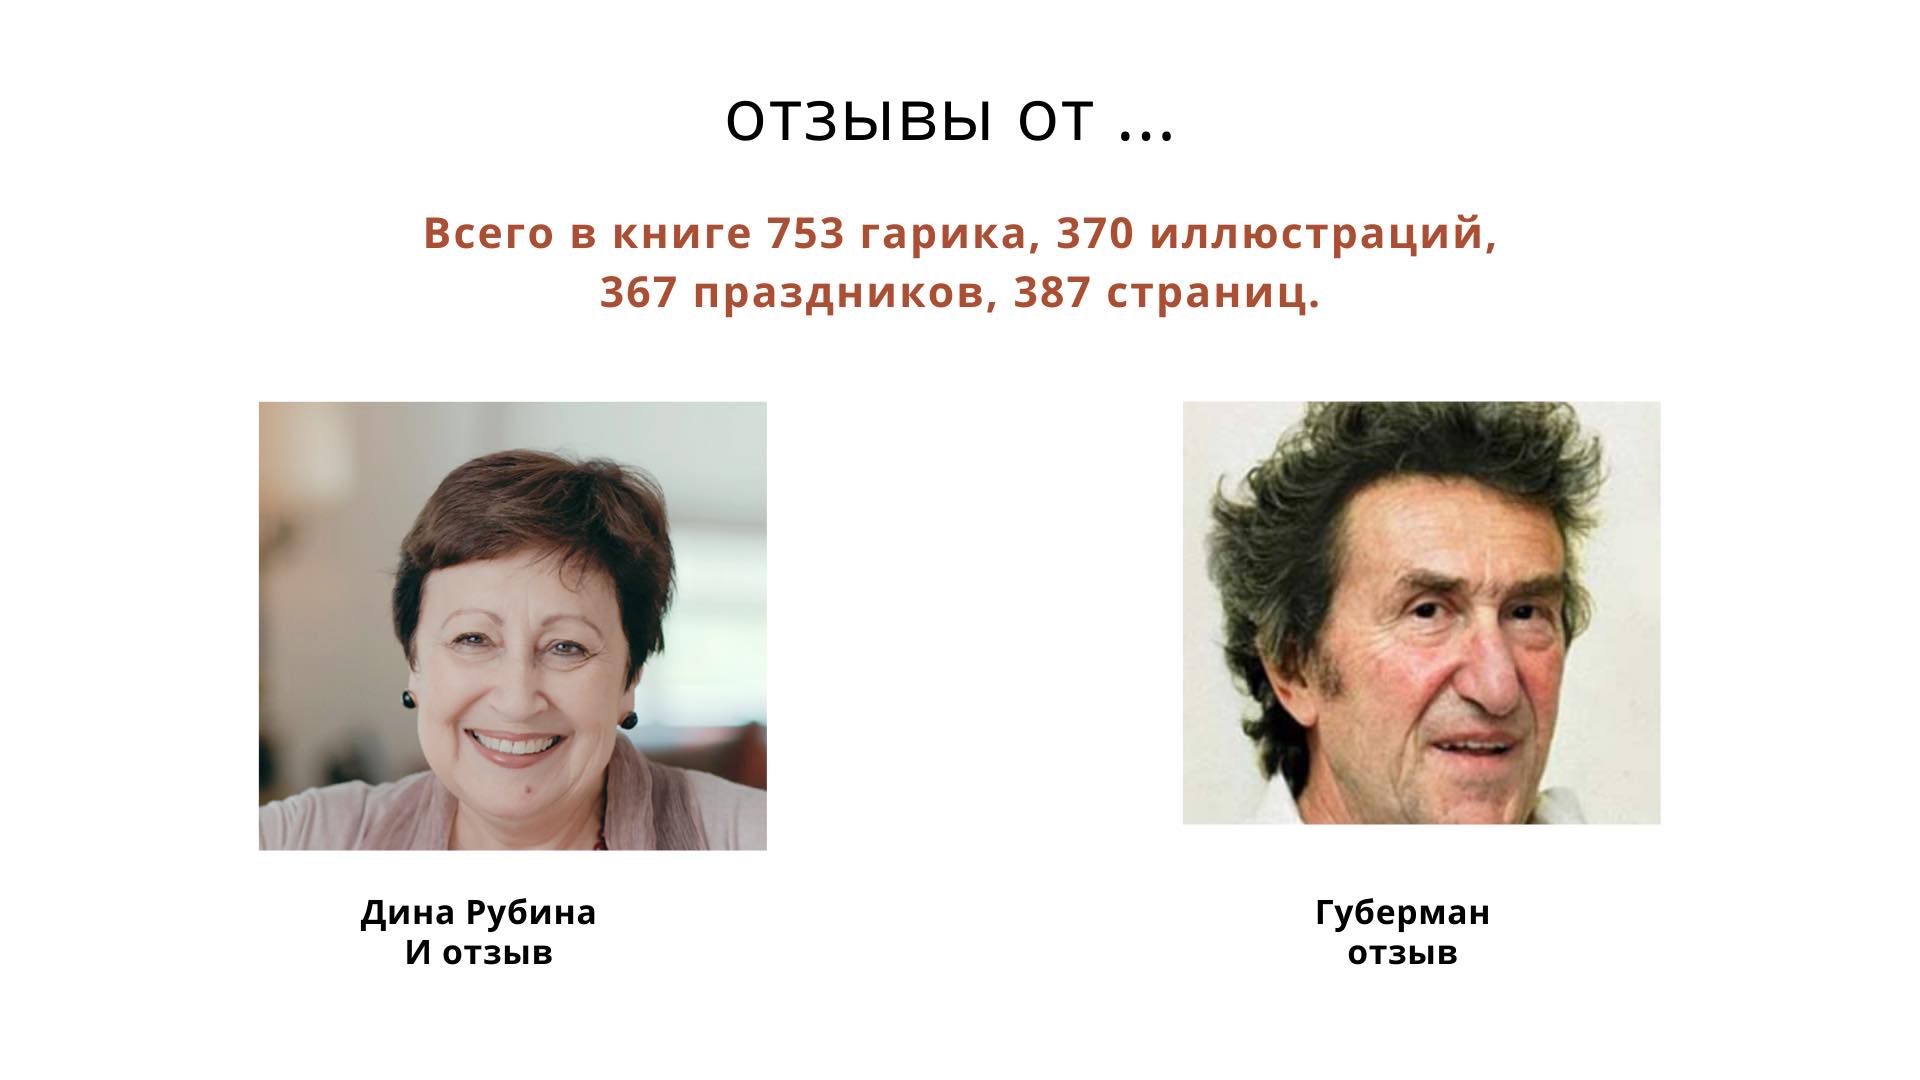 отзывы от ...
Всего в книге 753 гарика, 370 иллюстраций,
367 праздников, 387 страниц.
Дина Рубина
И отзыв
Губерман
отзыв